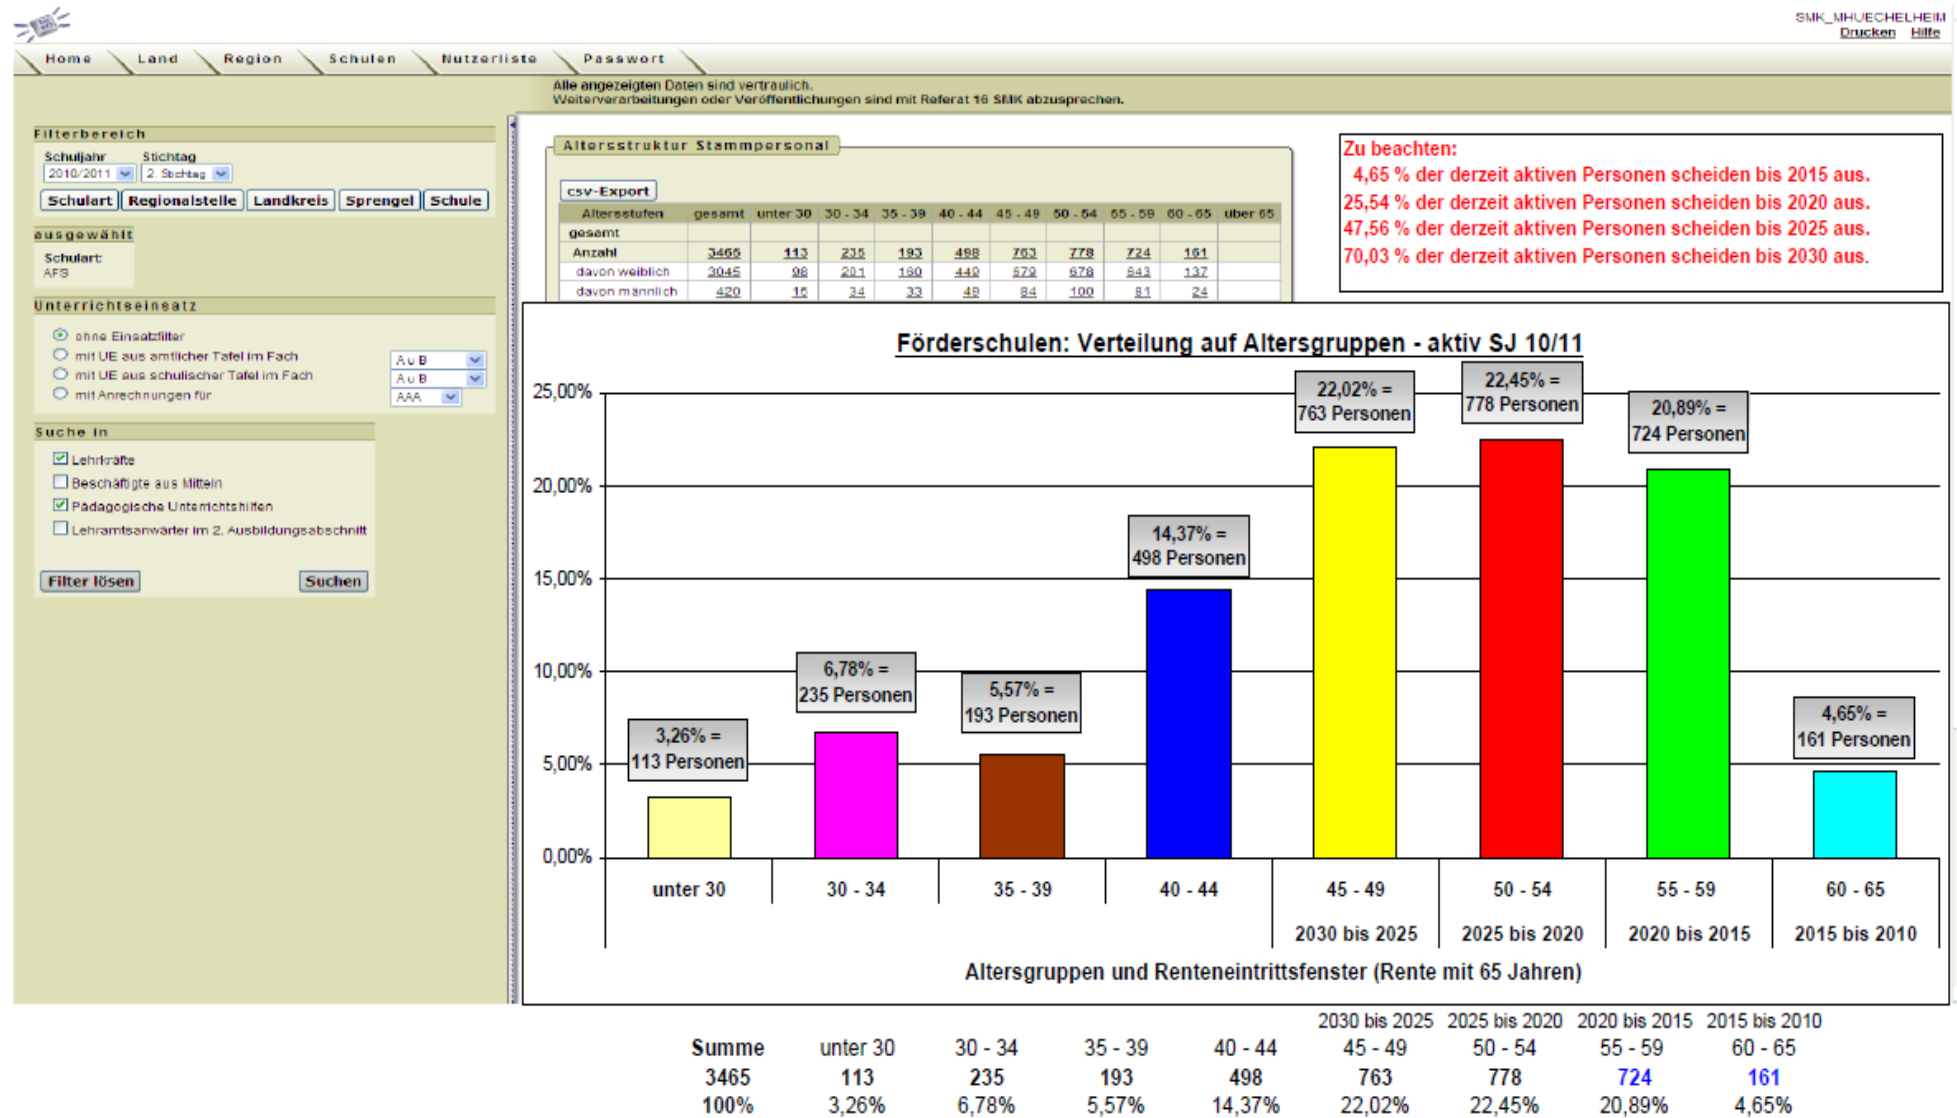 SMK_MHUECHELHEIM
Drucken Hilfe
Home Land Region Schulen Nutzerliste Passwort
Alle angezeigten Daten sind vertraulich.
Weiterverarbeitungen oder Veröffentlichungen sind mit Referat 16 SMK abzusprechen.
Filterbereich
Schuljahr Stichtag
2010/2011 2. Stichtag
Schulart Regionalstelle Landkreis Sprengel Schule
ausgewählt
Schulart:
AFS
Unterrichtseinsatz
ohne Einsatzfilter
mit UE aus amtlicher Tafel im Fach A u B
mit UE aus schulischer Tafel im Fach A u B
mit Anrechnungen für AAA
Suche in
Lehrkräfte
Beschäftigte aus Mitteln
Pädagogische Unterrichtshilfen
Lehramtsanwärter im 2. Ausbildungsabschnitt
Filter lösen Suchen
Altersstruktur Stammpersonal
csv-Export
Altersstufen gesamt unter 30 30 - 34 35 - 39 40 - 44 45 - 49 50 - 54 55 - 59 60 - 65 über 65
gesamt
Anzahl 3465 113 235 193 498 763 778 724 161
davon weiblich 3045 98 201 160 449 679 678 643 137
davon männlich 420 15 34 33 49 84 100 81 24
Zu beachten:
4,65 % der derzeit aktiven Personen scheiden bis 2015 aus.
25,54 % der derzeit aktiven Personen scheiden bis 2020 aus.
47,56 % der derzeit aktiven Personen scheiden bis 2025 aus.
70,03 % der derzeit aktiven Personen scheiden bis 2030 aus.
Förderschulen: Verteilung auf Altersgruppen - aktiv SJ 10/11
25,00%
20,00%
15,00%
10,00%
5,00%
0,00%
3,26% =
113 Personen
6,78% =
235 Personen
5,57% =
193 Personen
14,37% =
498 Personen
22,02% =
763 Personen
22,45% =
778 Personen
20,89% =
724 Personen
4,65% =
161 Personen
unter 30 30 - 34 35 - 39 40 - 44 45 - 49 50 - 54 55 - 59 60 - 65
2030 bis 2025 2025 bis 2020 2020 bis 2015 2015 bis 2010
Altersgruppen und Renteneintrittsfenster (Rente mit 65 Jahren)
2030 bis 2025 2025 bis 2020 2020 bis 2015 2015 bis 2010
Summe unter 30 30 - 34 35 - 39 40 - 44 45 - 49 50 - 54 55 - 59 60 - 65
3465 113 235 193 498 763 778 724 161
100% 3,26% 6,78% 5,57% 14,37% 22,02% 22,45% 20,89% 4,65%